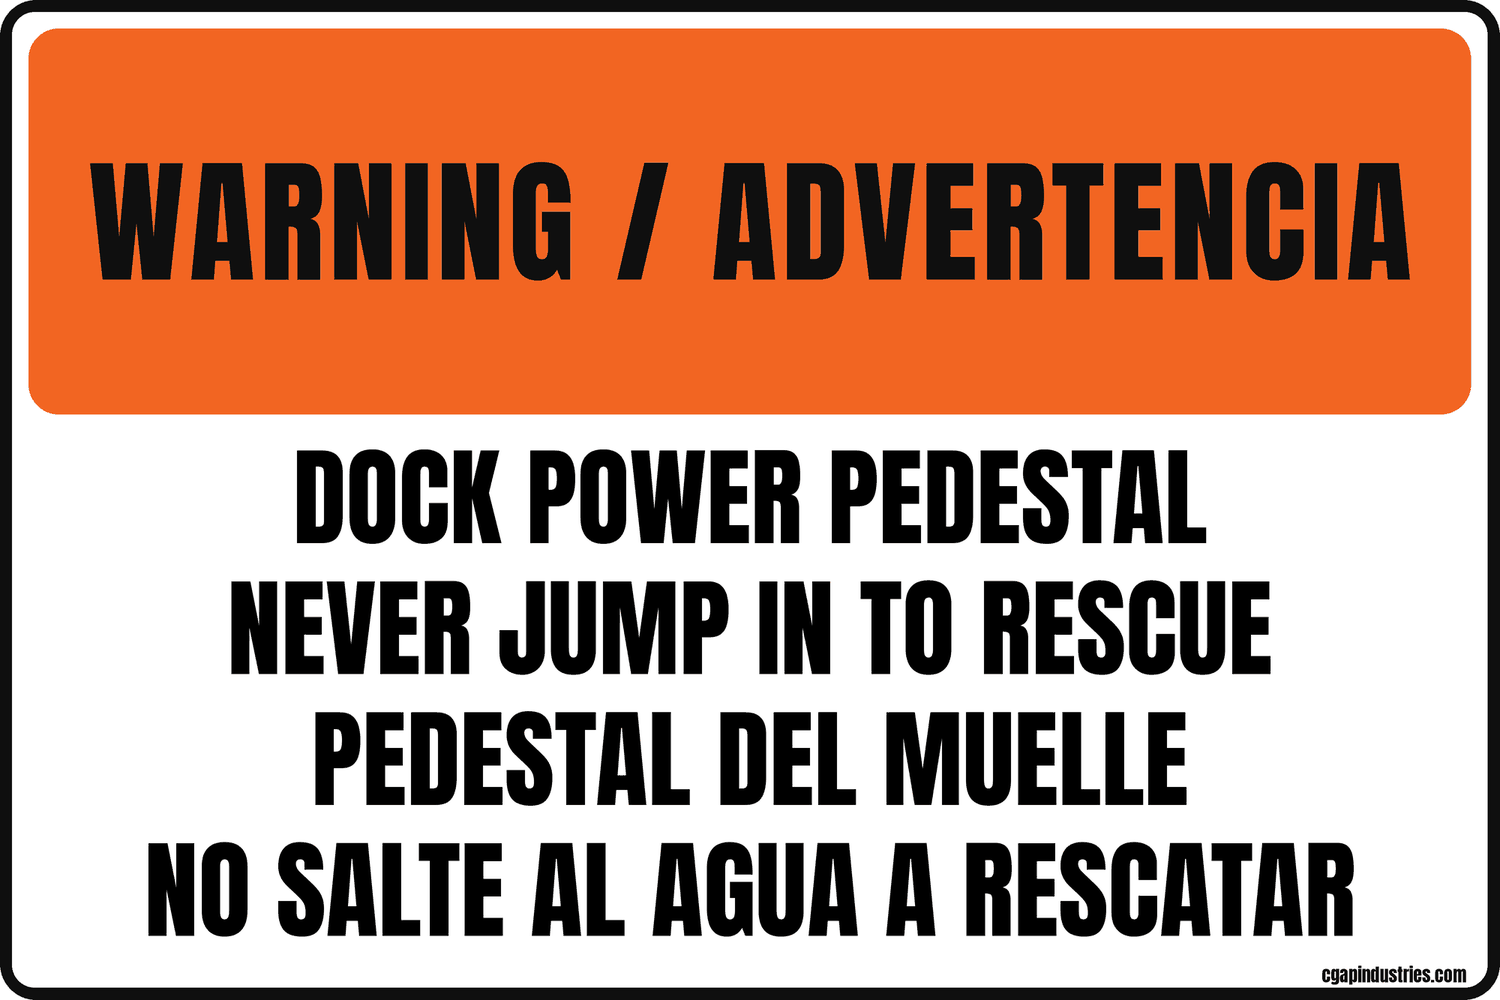 WARNING / ADVERTENCIA
DOCK POWER PEDESTAL
NEVER JUMP IN TO RESCUE
PEDESTAL DEL MUELLE
NO SALTE AL AGUA A RESCATAR
cgapindustries.com